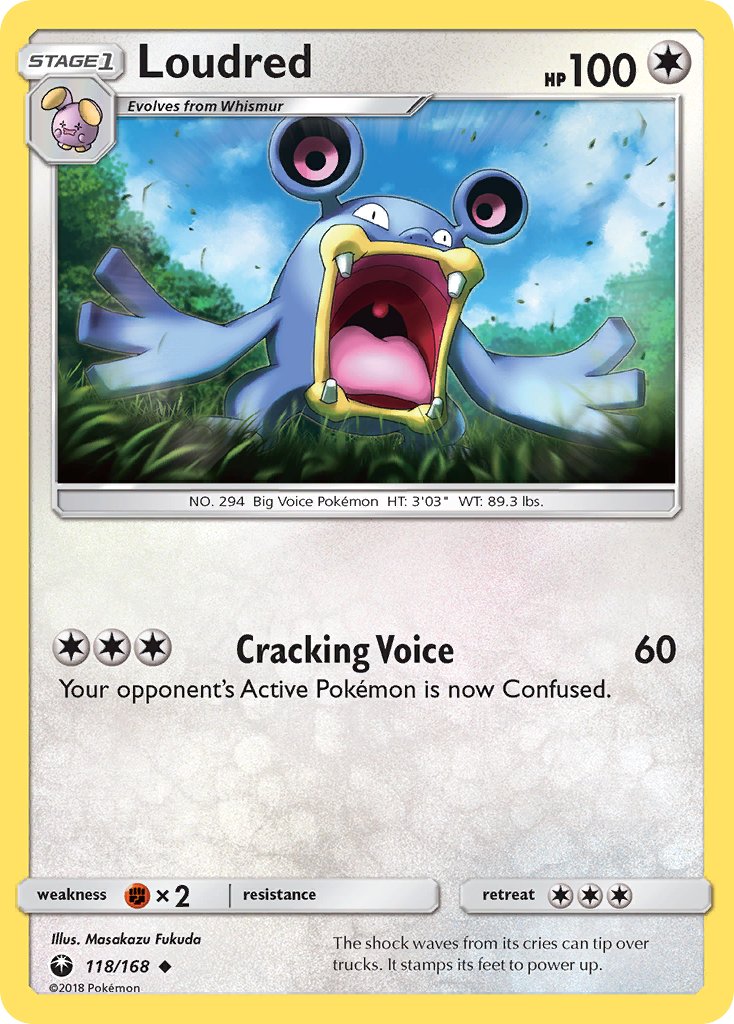 STAGE1
Loudred
HP 100
Evolves from Whismur
NO. 294 Big Voice Pokémon HT: 3'03" WT: 89.3 lbs.
Cracking Voice 60
Your opponent's Active Pokémon is now Confused.
weakness × 2 resistance retreat
Illus. Masakazu Fukuda
The shock waves from its cries can tip over
trucks. It stamps its feet to power up.
118/168
©2018 Pokémon